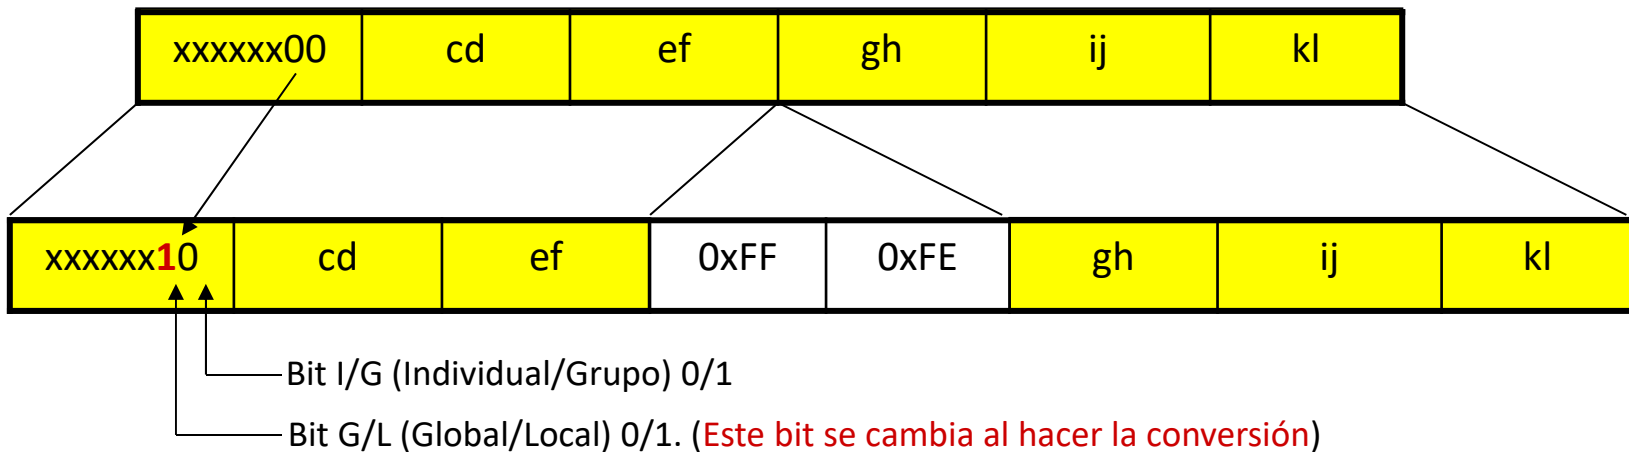 xxxxxx00 cd ef gh ij kl
xxxxxx10 cd ef 0xFF 0xFE gh ij kl
Bit I/G (Individual/Grupo) 0/1
Bit G/L (Global/Local) 0/1. (Este bit se cambia al hacer la conversión)